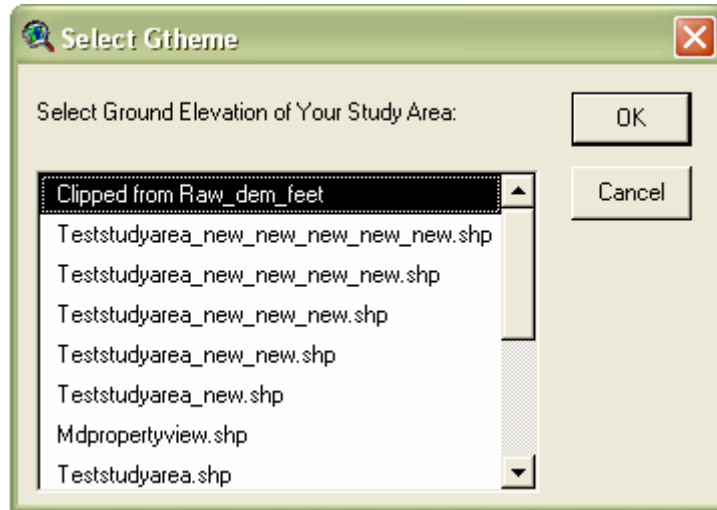 Select Gtheme
Select Ground Elevation of Your Study Area:
OK
Cancel
Clipped from Raw_dem_feet
Teststudyarea_new_new_new_new_new.shp
Teststudyarea_new_new_new_new.shp
Teststudyarea_new_new_new.shp
Teststudyarea_new_new.shp
Teststudyarea_new.shp
Mdpropertyview.shp
Teststudyarea.shp